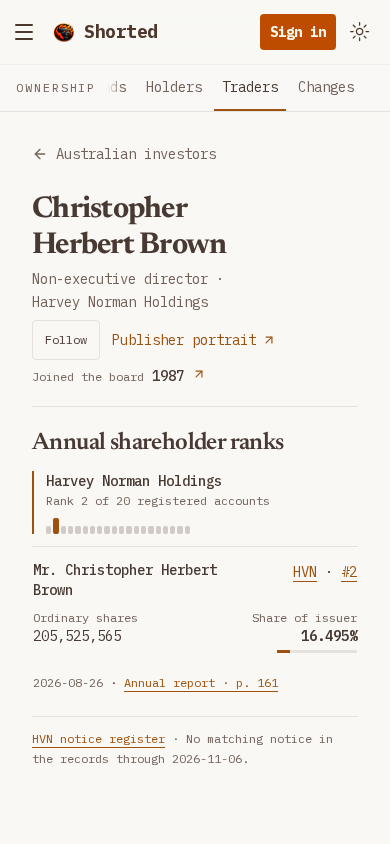 Shorted
Sign in
OWNERSHIP ds Holders Traders Changes
← Australian investors
Christopher
Herbert Brown
Non-executive director ·
Harvey Norman Holdings
Follow
Publisher portrait ↗
Joined the board 1987 ↗
Annual shareholder ranks
Harvey Norman Holdings
Rank 2 of 20 registered accounts
Mr. Christopher Herbert
Brown
HVN · #2
Ordinary shares
205,525,565
Share of issuer
16.495%
2026-08-26 · Annual report · p. 161
HVN notice register · No matching notice in
the records through 2026-11-06.